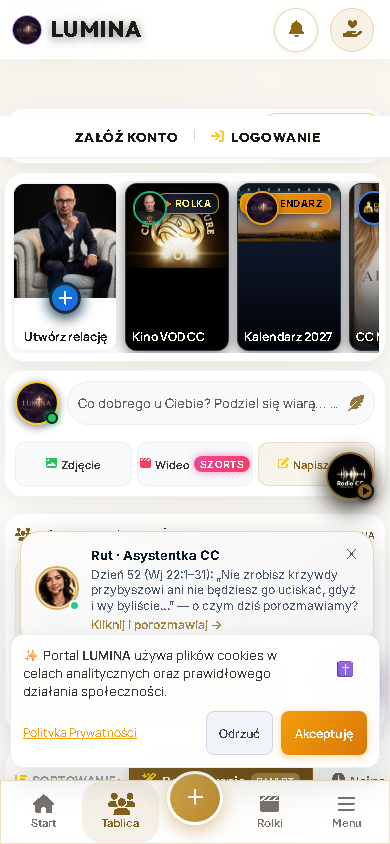 LUMINA
ZAŁÓŻ KONTO
LOGOWANIE
ROLKA
Utwórz relację
Kino VOD CC
Kalendarz 2027
LUMINA
Co dobrego u Ciebie? Podziel się wiarą... ...
Zdjęcie
Wideo SZORTS
Napisz
Radio CC
Rut · Asystentka CC
Dzień 52 (Wj 22:1–31): „Nie zrobisz krzywdy
przybyszowi ani nie będziesz go uciskać, gdyż
i wy byliście…” — o czym dziś porozmawiamy?
Kliknij i porozmawiaj →
✨ Portal LUMINA używa plików cookies w
celach analitycznych oraz prawidłowego
działania społeczności.
Polityka Prywatności
Odrzuć
Akceptuję
Start
Tablica
Rolki
Menu